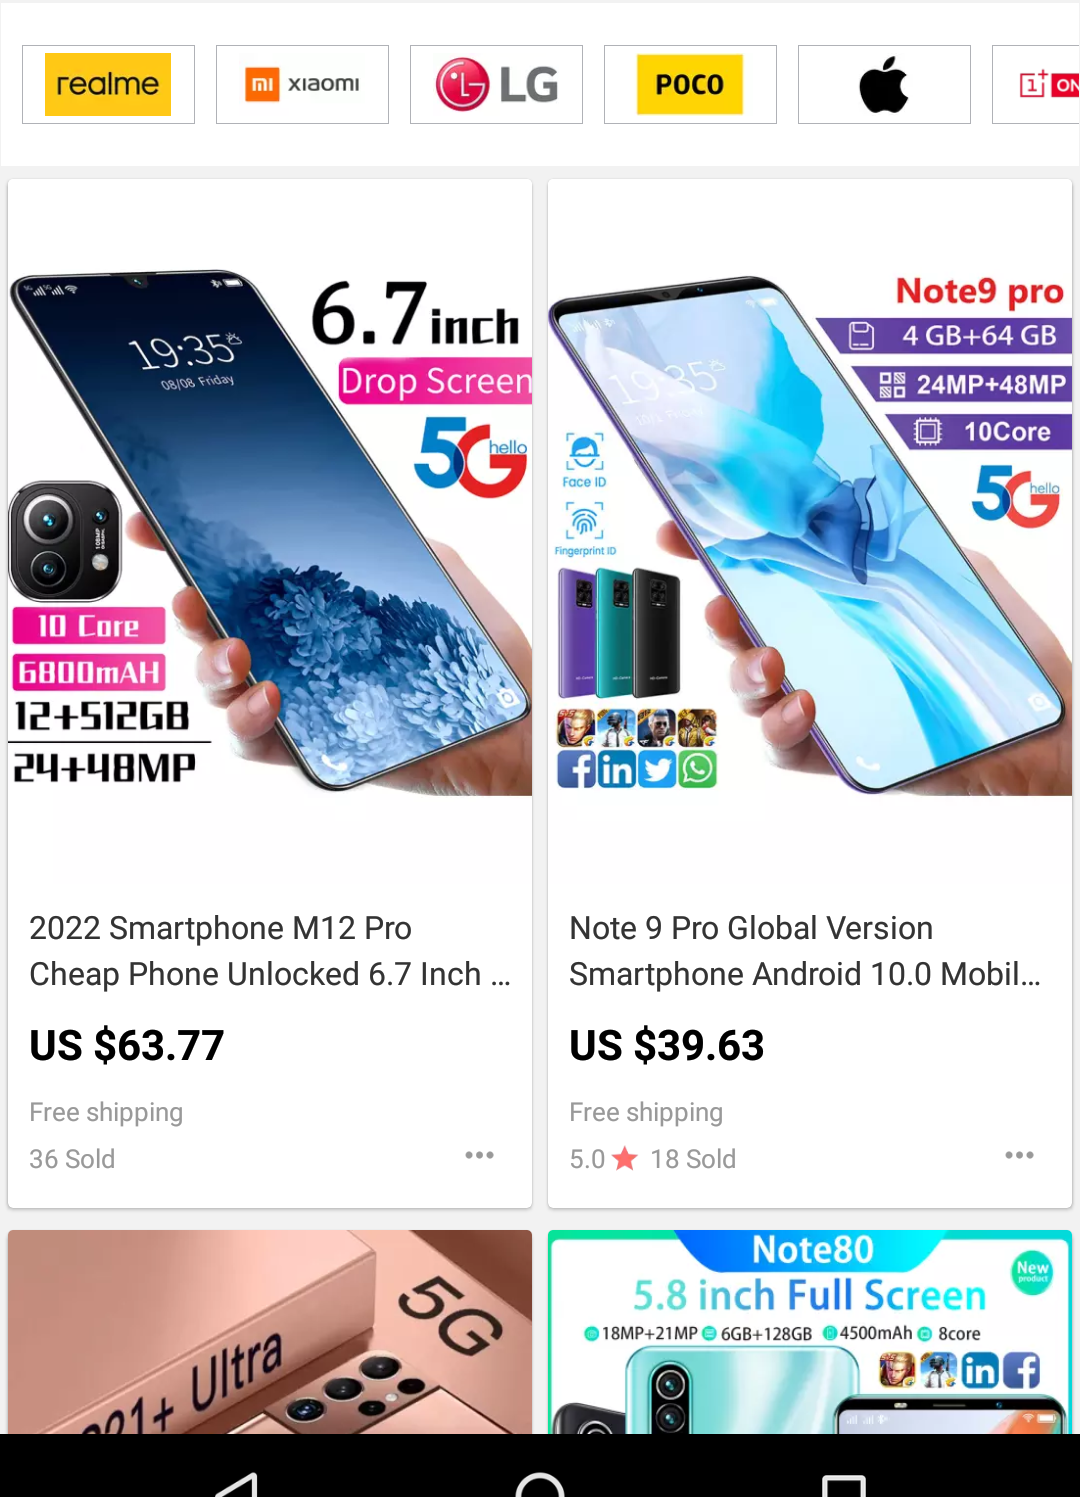 realme
mi xiaomi
LG
POCO
1+ ON
6.7inch
Drop Screen
5G hello
19:35
08/08 Friday
108MP
10 Core
6800mAH
12+512GB
24+48MP
Note9 pro
4 GB+64 GB
24MP+48MP
10Core
5G hello
19:35
Face ID
Fingerprint ID
f in
2022 Smartphone M12 Pro
Cheap Phone Unlocked 6.7 Inch ...
US $63.77
Free shipping
36 Sold
Note 9 Pro Global Version
Smartphone Android 10.0 Mobil...
US $39.63
Free shipping
5.0 18 Sold
5G
21+ Ultra
Note80
New
product
5.8 inch Full Screen
18MP+21MP 6GB+128GB 4500mAh 8core
in f